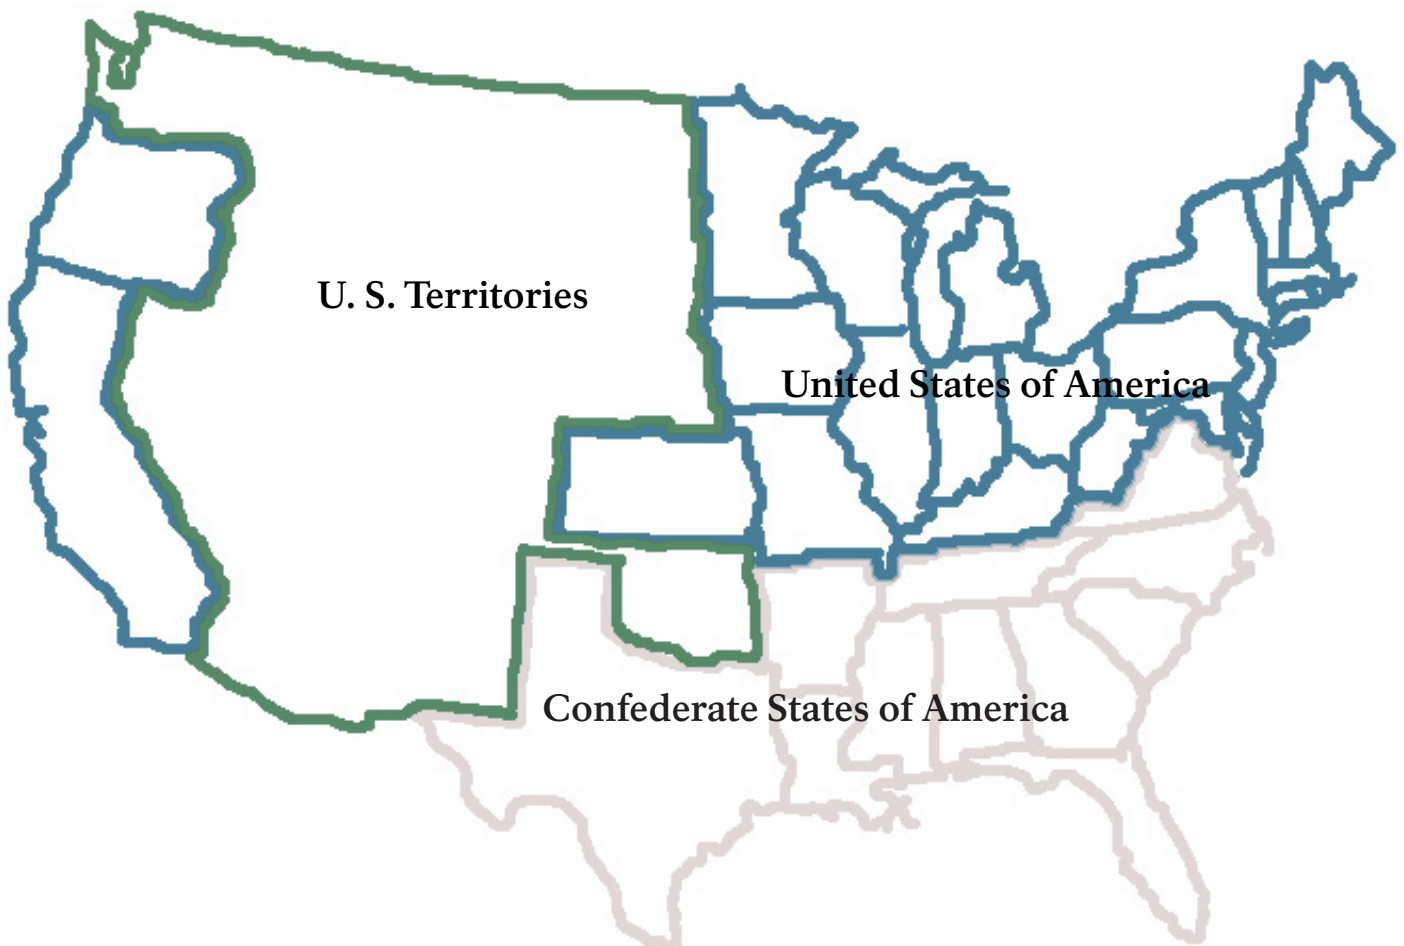 U. S. Territories
United States of America
Confederate States of America